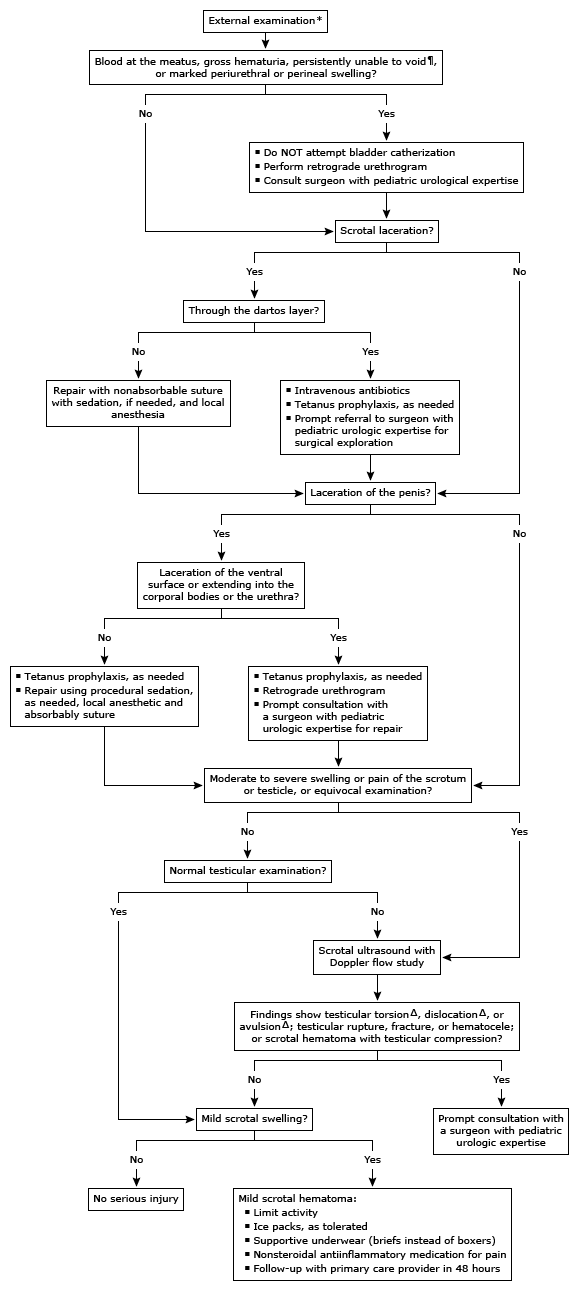 External examination*
Blood at the meatus, gross hematuria, persistently unable to void¶,
or marked periurethral or perineal swelling?
No
Yes
▪ Do NOT attempt bladder catherization
▪ Perform retrograde urethrogram
▪ Consult surgeon with pediatric urological expertise
Scrotal laceration?
Yes
No
Through the dartos layer?
No
Yes
Repair with nonabsorbable suture
with sedation, if needed, and local
anesthesia
▪ Intravenous antibiotics
▪ Tetanus prophylaxis, as needed
▪ Prompt referral to surgeon with
pediatric urologic expertise for
surgical exploration
Laceration of the penis?
Yes
No
Laceration of the ventral
surface or extending into the
corporal bodies or the urethra?
No
Yes
▪ Tetanus prophylaxis, as needed
▪ Repair using procedural sedation,
as needed, local anesthetic and
absorbably suture
▪ Tetanus prophylaxis, as needed
▪ Retrograde urethrogram
▪ Prompt consultation with
a surgeon with pediatric
urologic expertise for repair
Moderate to severe swelling or pain of the scrotum
or testicle, or equivocal examination?
No
Yes
Normal testicular examination?
Yes
No
Scrotal ultrasound with
Doppler flow study
Findings show testicular torsionΔ, dislocationΔ, or
avulsionΔ; testicular rupture, fracture, or hematocele;
or scrotal hematoma with testicular compression?
No
Yes
Mild scrotal swelling?
Prompt consultation with
a surgeon with pediatric
urologic expertise
No
Yes
No serious injury
Mild scrotal hematoma:
▪ Limit activity
▪ Ice packs, as tolerated
▪ Supportive underwear (briefs instead of boxers)
▪ Nonsteroidal antiinflammatory medication for pain
▪ Follow-up with primary care provider in 48 hours